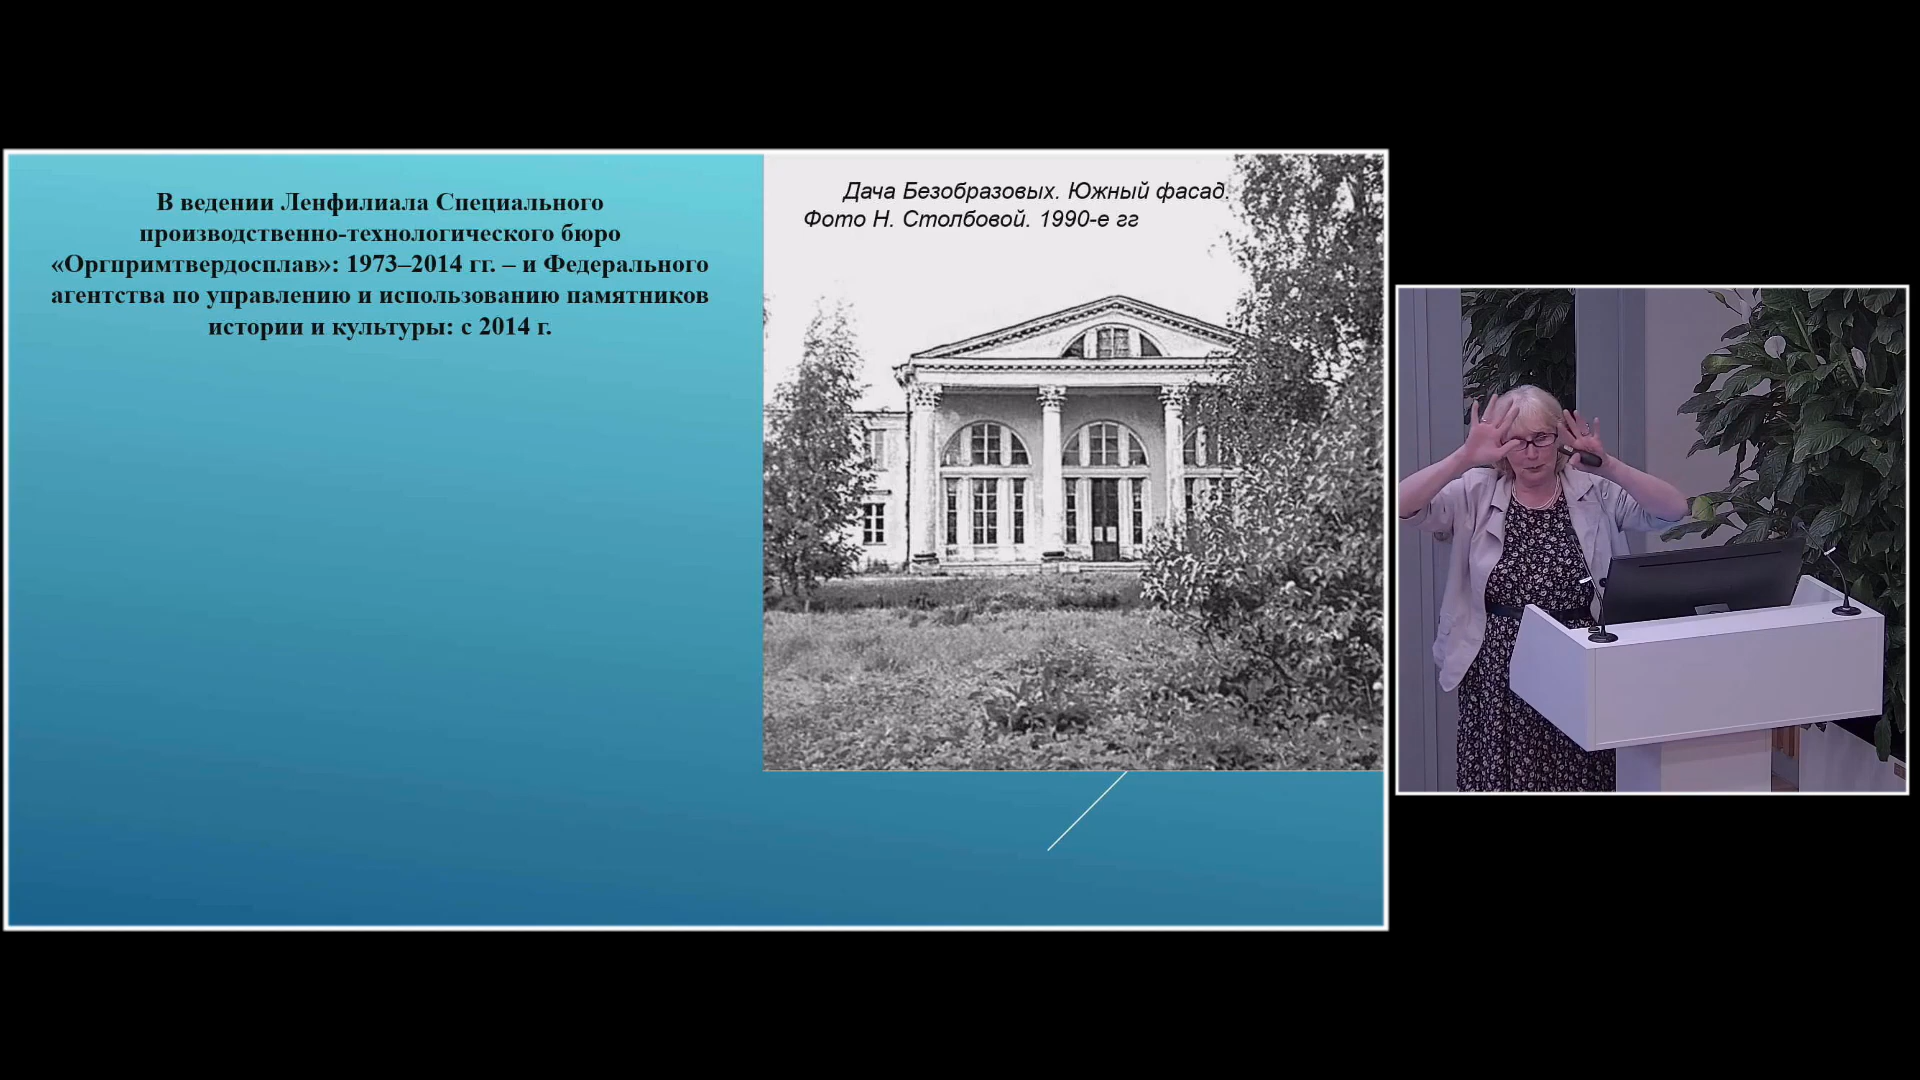 В ведении Ленфилиала Специального
производственно-технологического бюро
«Оргпримтвердосплав»: 1973–2014 гг. – и Федерального
агентства по управлению и использованию памятников
истории и культуры: с 2014 г.
Дача Безобразовых. Южный фасад.
Фото Н. Столбовой. 1990-е гг